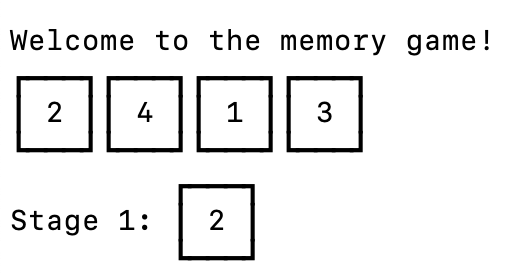 Welcome to the memory game!
2 4 1 3
Stage 1: 2